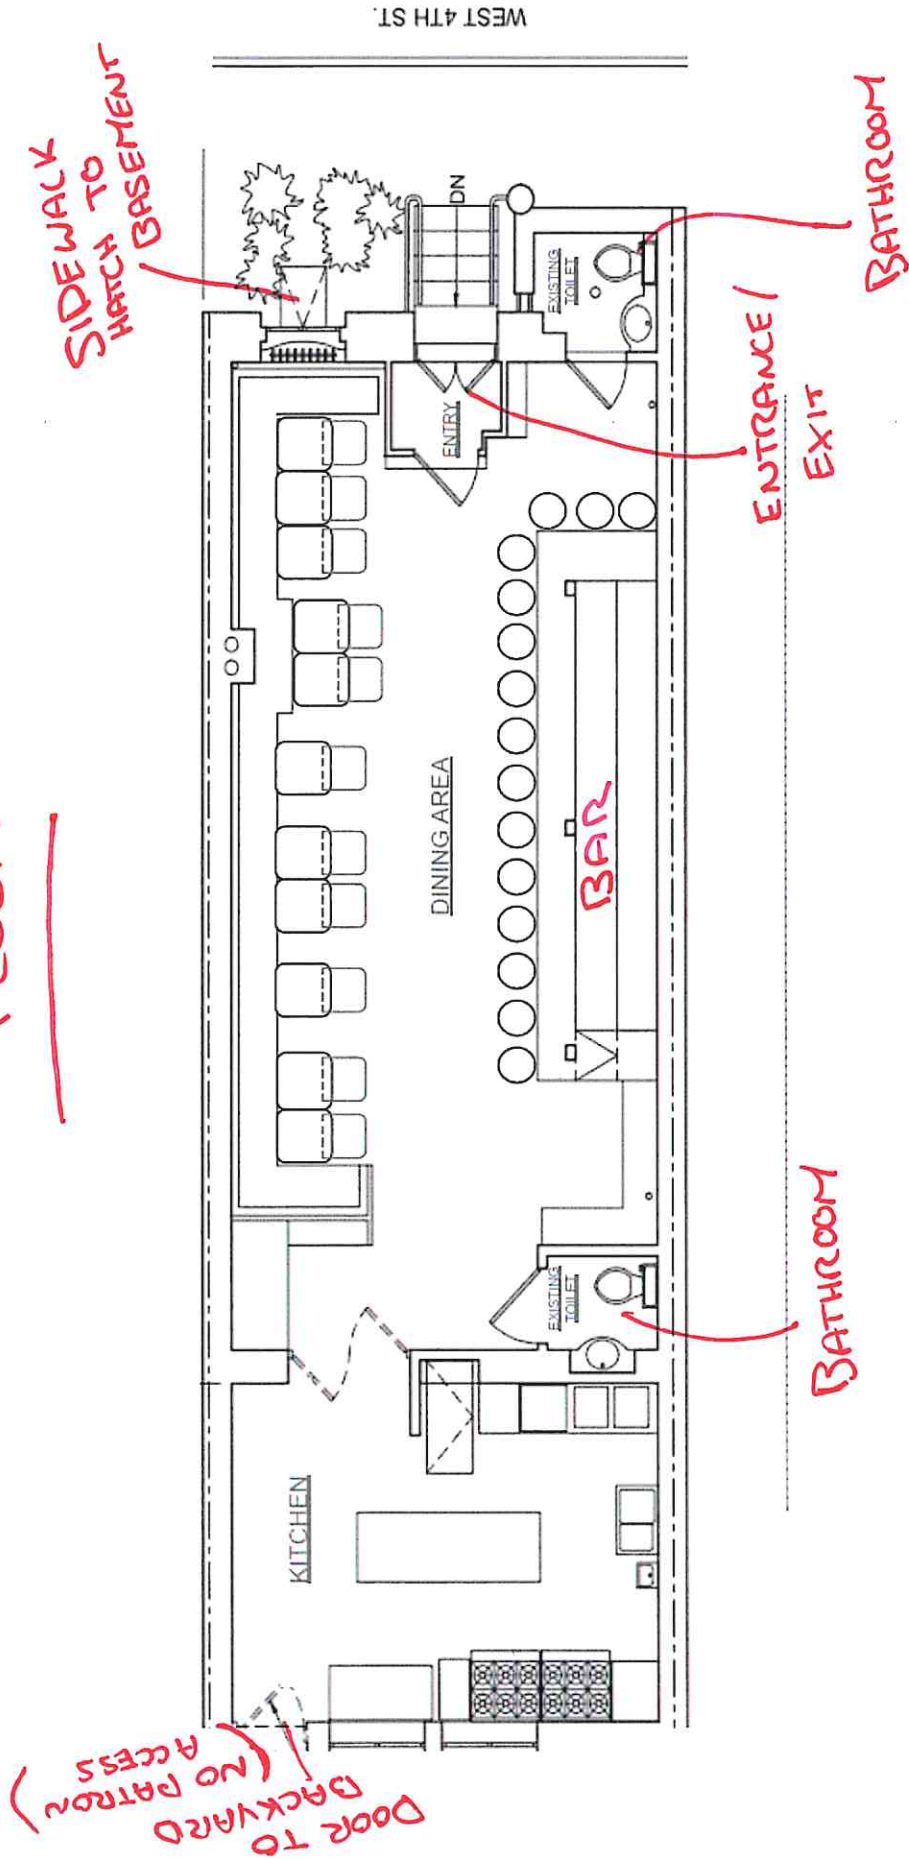 WEST 4TH ST.
SIDEWALK
HATCH TO
BASEMENT
DN
EXISTING
TOILET
BATHROOM
ENTRY
ENTRANCE/
EXIT
DINING AREA
BAR
EXISTING
TOILET
BATHROOM
KITCHEN
DOOR TO
BACKYARD
(NO PATRON
ACCESS)